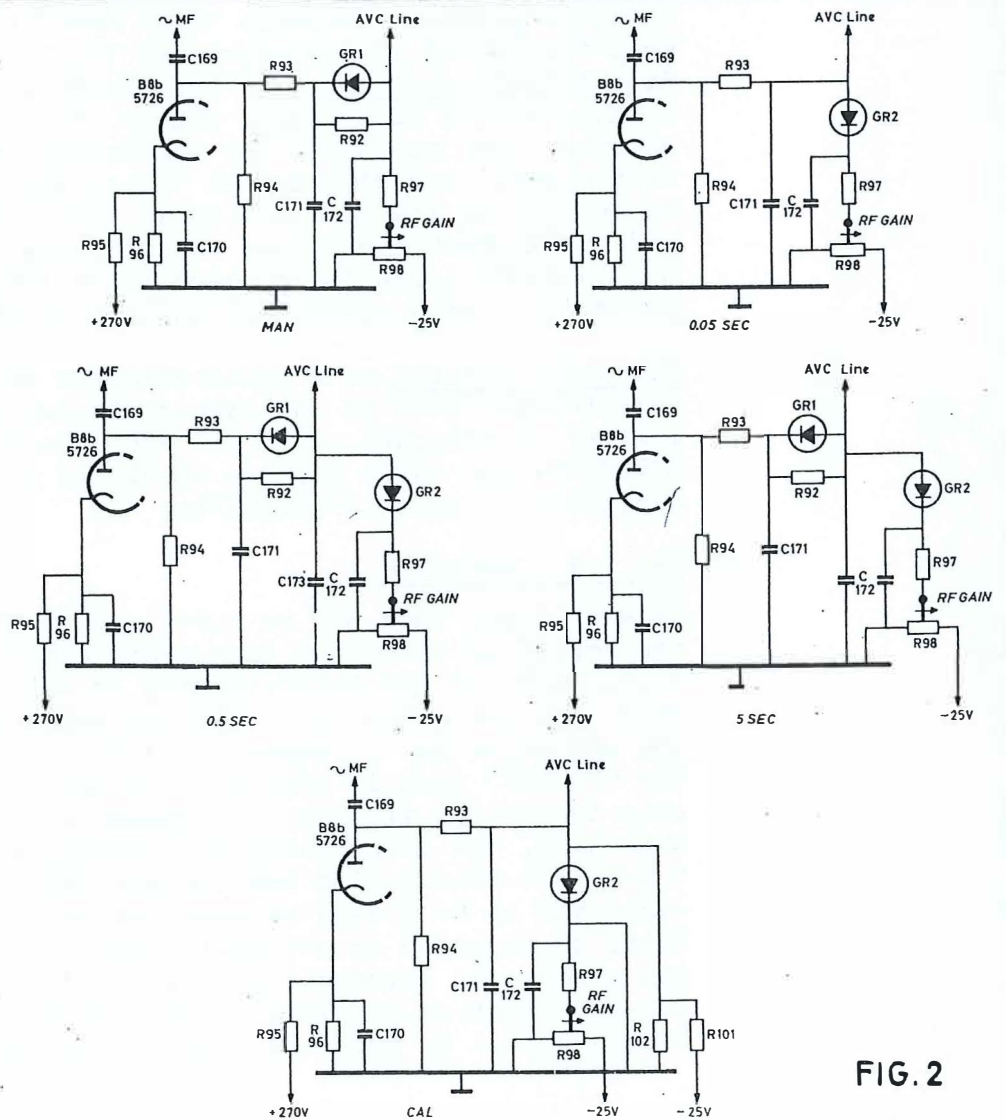 ~ MF
AVC Line
C169
GR1
R93
B8b
5726
R92
R94
C171
C
172
R97
RF GAIN
R95
R
96
C170
R98
+270V
MAN
-25V
~ MF
AVC Line
C169
R93
B8b
5726
GR2
R94
C171
C
172
R97
RF GAIN
R95
R
96
C170
R98
+270V
0.05 SEC
-25V
~ MF
AVC Line
C169
R93
GR1
B8b
5726
R92
GR2
R94
C171
C173
C
172
R97
RF GAIN
R95
R
96
C170
R98
+270V
0.5 SEC
-25V
~ MF
AVC Line
C169
R93
GR1
B8b
5726
R92
GR2
R94
C171
C
172
R97
RF GAIN
R95
R
96
C170
R98
+270V
5 SEC
-25V
~ MF
AVC Line
C169
R93
B8b
5726
GR2
R94
C171
C
172
R97
RF
GAIN
R95
R
96
C170
R98
R
102
R101
+270V
CAL
-25V
-25V
FIG. 2